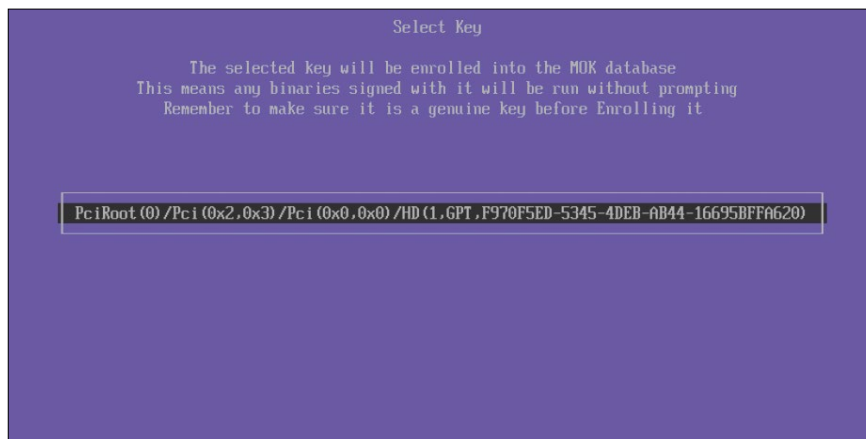 Select Key
The selected key will be enrolled into the MOK database
This means any binaries signed with it will be run without prompting
Remember to make sure it is a genuine key before Enrolling it
PciRoot(0)/Pci(0x2,0x3)/Pci(0x0,0x0)/HD(1,GPT,F970F5ED-5345-4DEB-AB44-16695BFFA620)